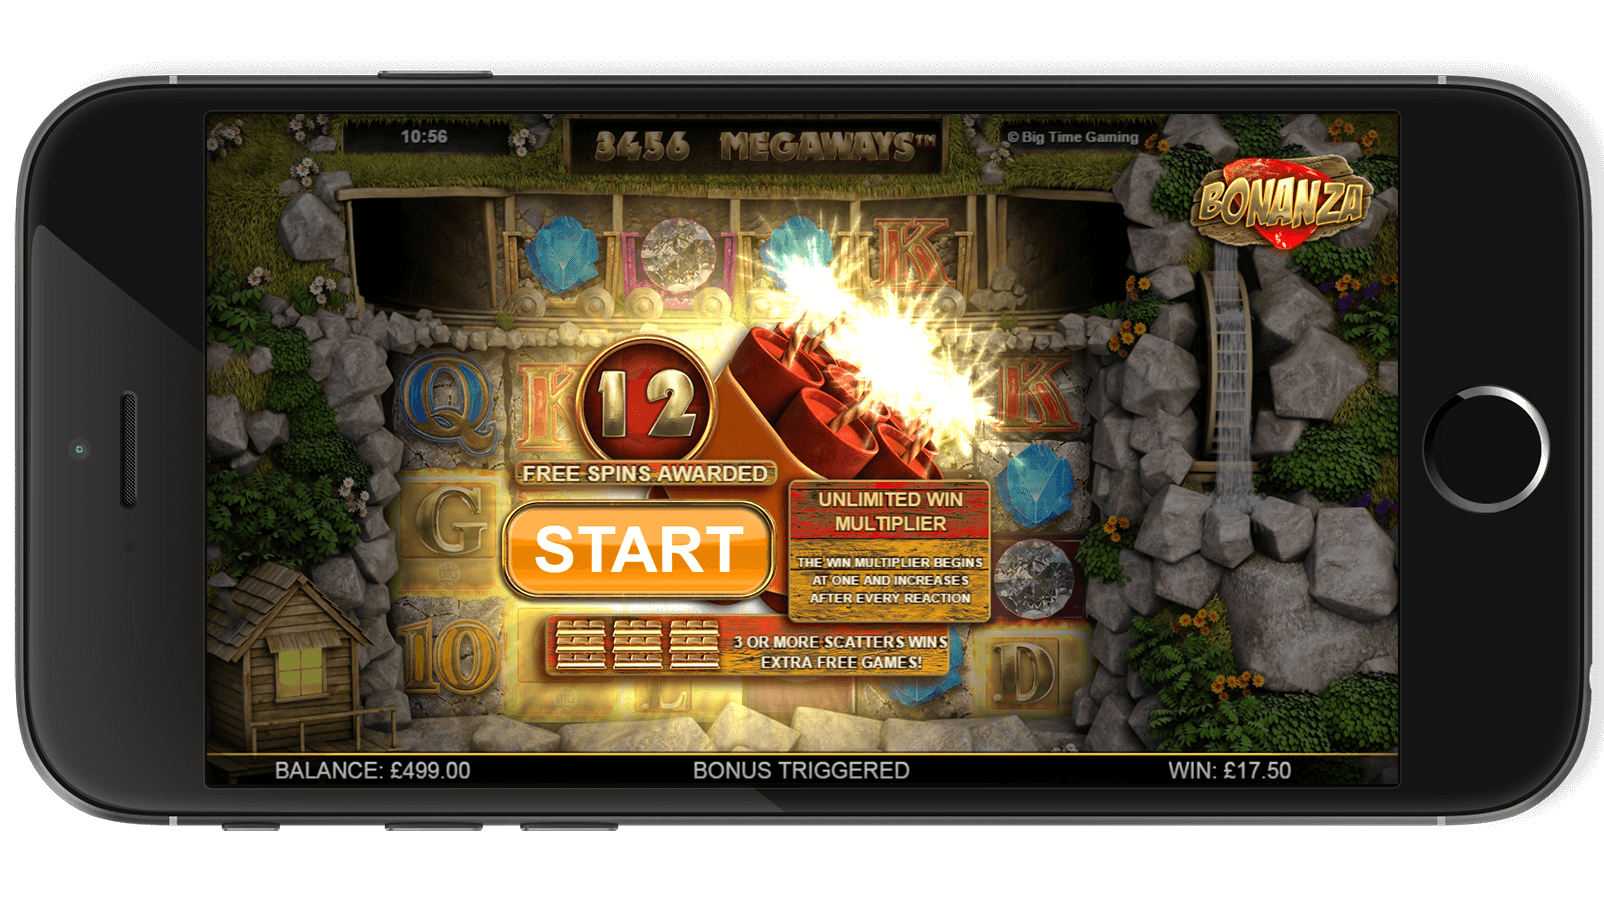 10:56
3456 MEGAWAYS™
© Big Time Gaming
BONANZA
K
Q
K
12
K
FREE SPINS AWARDED
G
START
UNLIMITED WIN
MULTIPLIER
THE WIN MULTIPLIER BEGINS
AT ONE AND INCREASES
AFTER EVERY REACTION
10
3 OR MORE SCATTERS WINS
EXTRA FREE GAMES!
D
BALANCE: £499.00
BONUS TRIGGERED
WIN: £17.50